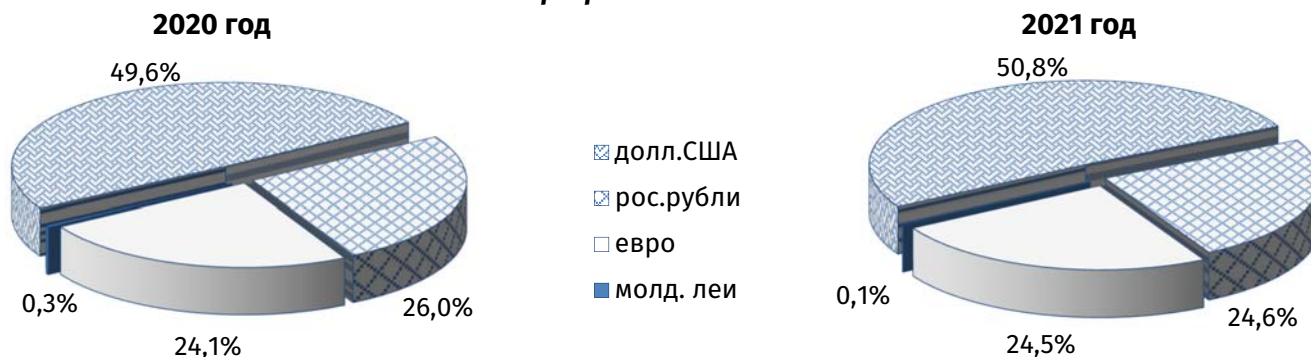 2020 год
49,6%
0,3%
24,1%
26,0%
долл.США
рос.рубли
евро
молд. леи
2021 год
50,8%
0,1%
24,5%
24,6%